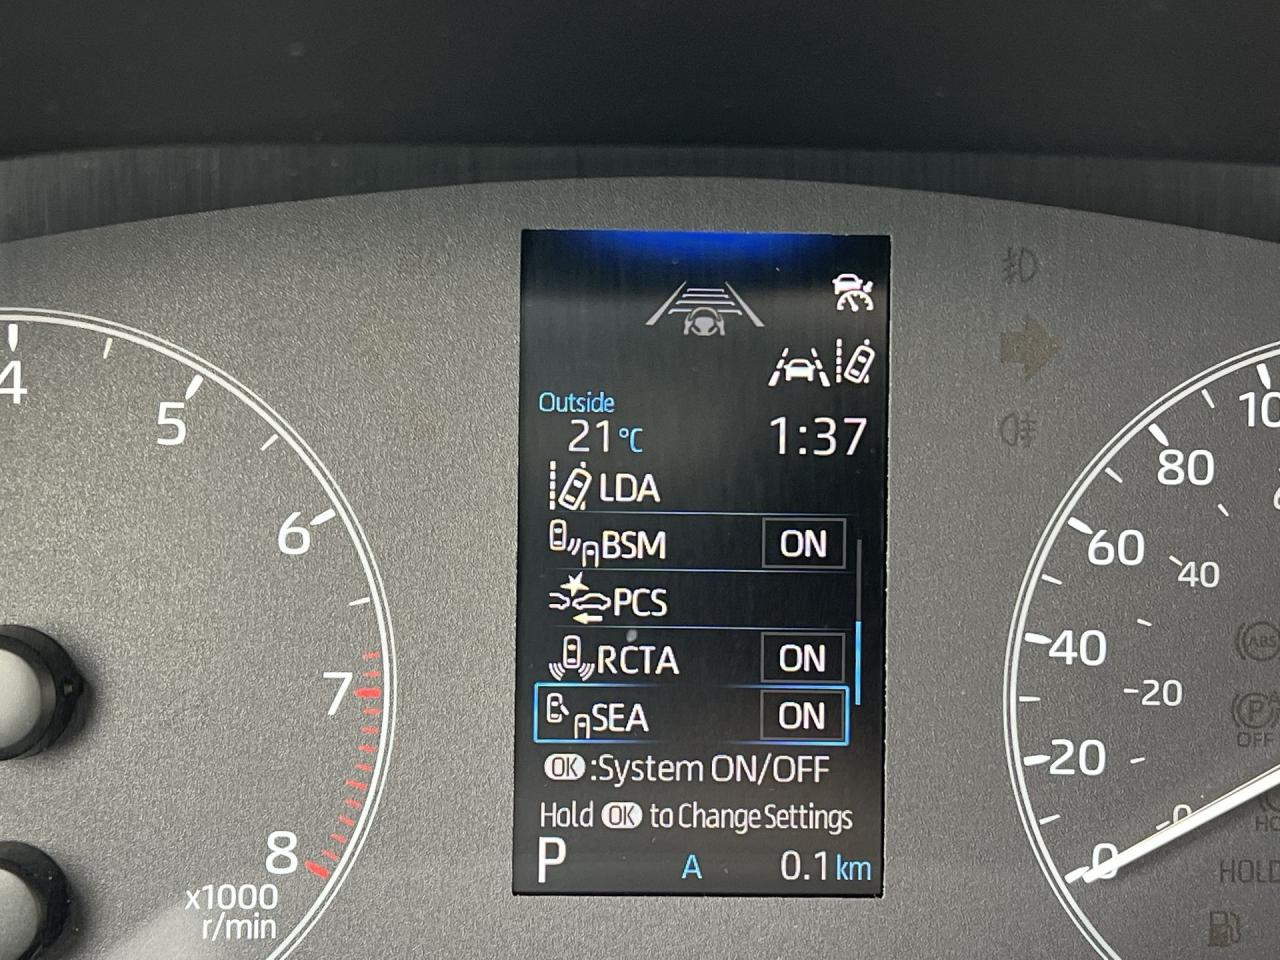 4
5
6
7
8
x1000
r/min
Outside
21°C
1:37
LDA
BSM ON
PCS
RCTA ON
SEA ON
OK :System ON/OFF
Hold OK to Change Settings
P A 0.1 km
10
80
60
40
40
20
20
0
0
ABS
P
OFF
HOLD